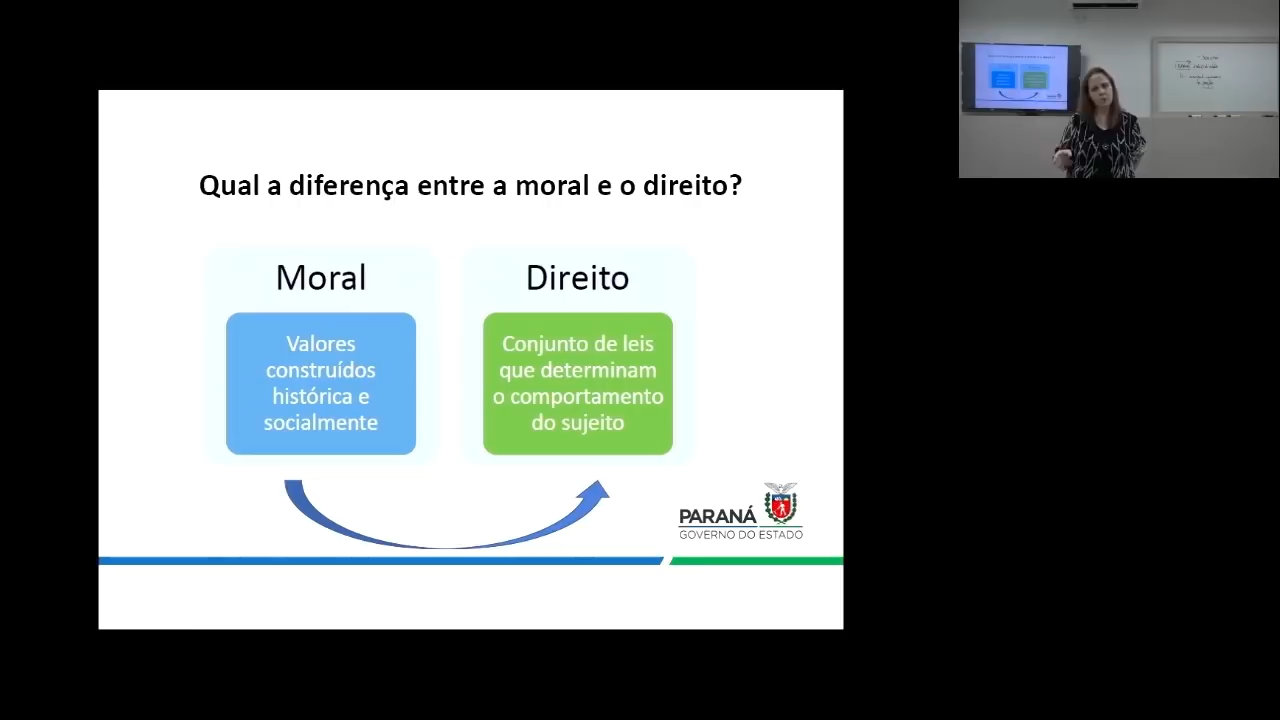 Qual a diferença entre a moral e o direito?
Moral
Valores
construídos
histórica e
socialmente
Direito
Conjunto de leis
que determinam
o comportamento
do sujeito
PARANÁ
GOVERNO DO ESTADO